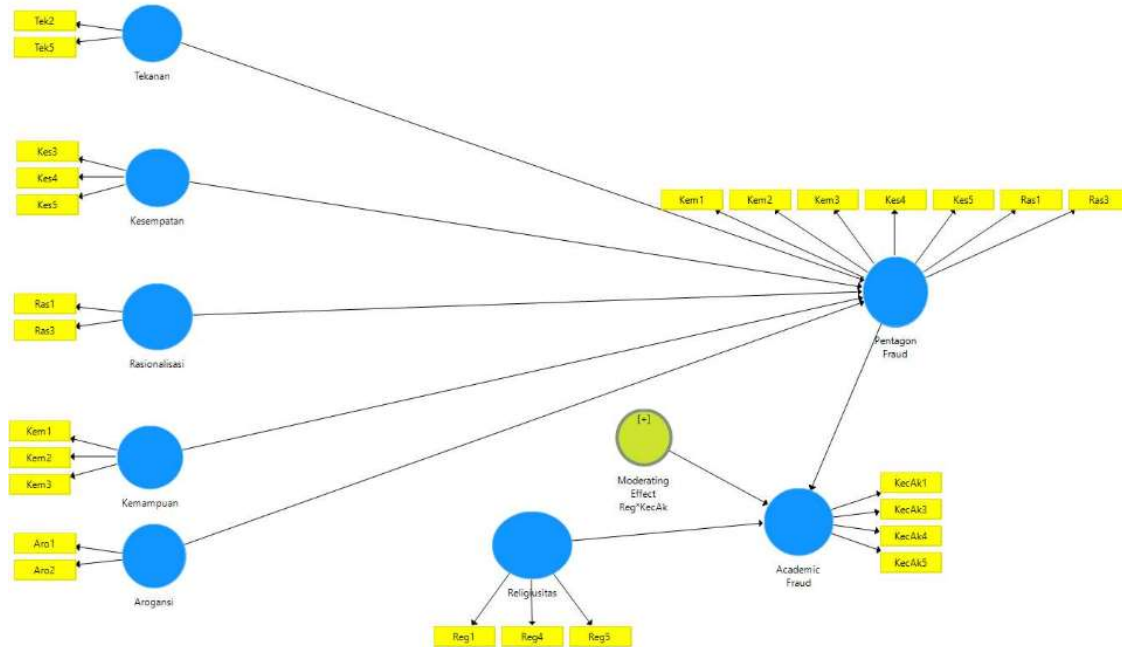 Tek2
Tek5
Tekanan
Kes3
Kes4
Kes5
Kesempatan
Kem1
Kem2
Kem3
Kes4
Kes5
Ras1
Ras3
Ras1
Ras3
Rasionalisasi
Pentagon
Fraud
Kem1
Kem2
Kem3
Kemampuan
[+]
Moderating
Effect
Reg*KecAk
KecAk1
KecAk3
KecAk4
KecAk5
Academic
Fraud
Aro1
Aro2
Arogansi
Religiusitas
Reg1
Reg4
Reg5